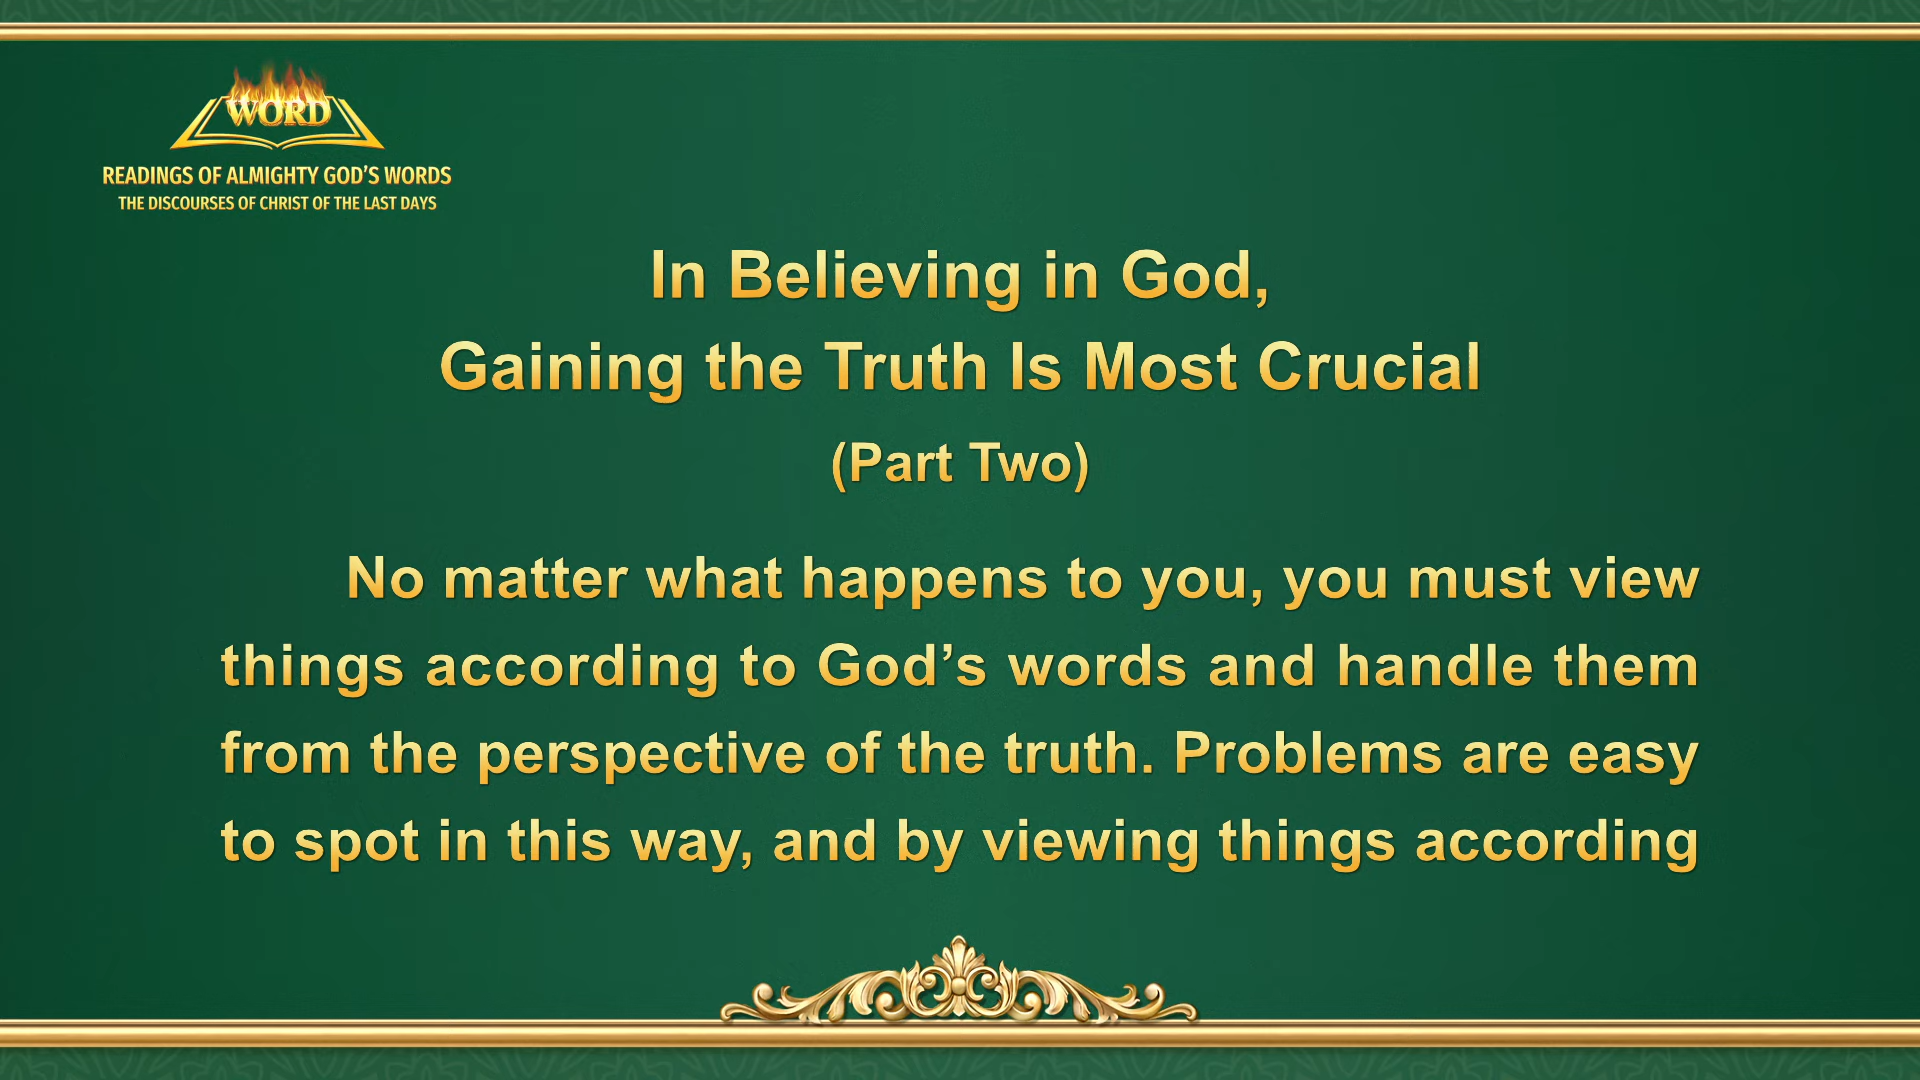 WORD
READINGS OF ALMIGHTY GOD'S WORDS
THE DISCOURSES OF CHRIST OF THE LAST DAYS
In Believing in God,
Gaining the Truth Is Most Crucial
(Part Two)
No matter what happens to you, you must view
things according to God’s words and handle them
from the perspective of the truth. Problems are easy
to spot in this way, and by viewing things according